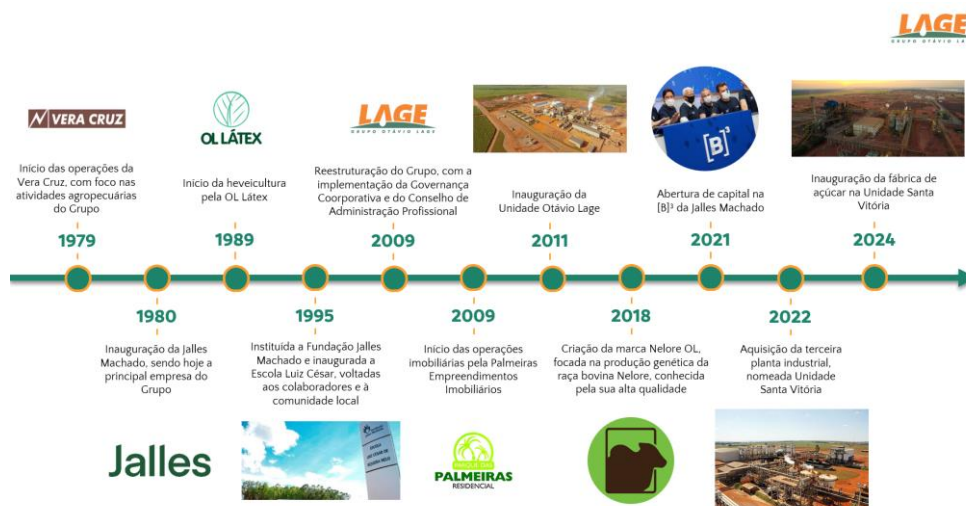 LAGE
GRUPO OTÁVIO LAGE
VERA CRUZ
Início das operações da
Vera Cruz, com foco nas
atividades agropecuárias
do Grupo
1979
OL LÁTEX
Início da heveicultura
pela OL Látex
1989
LAGE
GRUPO OTÁVIO LAGE
Reestruturação do Grupo, com a
implementação da Governança
Coorporativa e do Conselho de
Administração Profissional
2009
Inauguração da
Unidade Otávio Lage
2011
[B]³
Abertura de capital na
[B]³ da Jalles Machado
2021
Inauguração da fábrica de
açúcar na Unidade Santa
Vitória
2024
1980
Inauguração da Jalles
Machado, sendo hoje a
principal empresa do
Grupo
Jalles
1995
Instituída a Fundação Jalles
Machado e inaugurada a
Escola Luiz César, voltadas
aos colaboradores e à
comunidade local
2009
Início das operações
imobiliárias pela Palmeiras
Empreendimentos
Imobiliários
PARQUE DAS
PALMEIRAS
RESIDENCIAL
2018
Criação da marca Nelore OL,
focada na produção genética da
raça bovina Nelore, conhecida
pela sua alta qualidade
2022
Aquisição da terceira
planta industrial,
nomeada Unidade
Santa Vitória